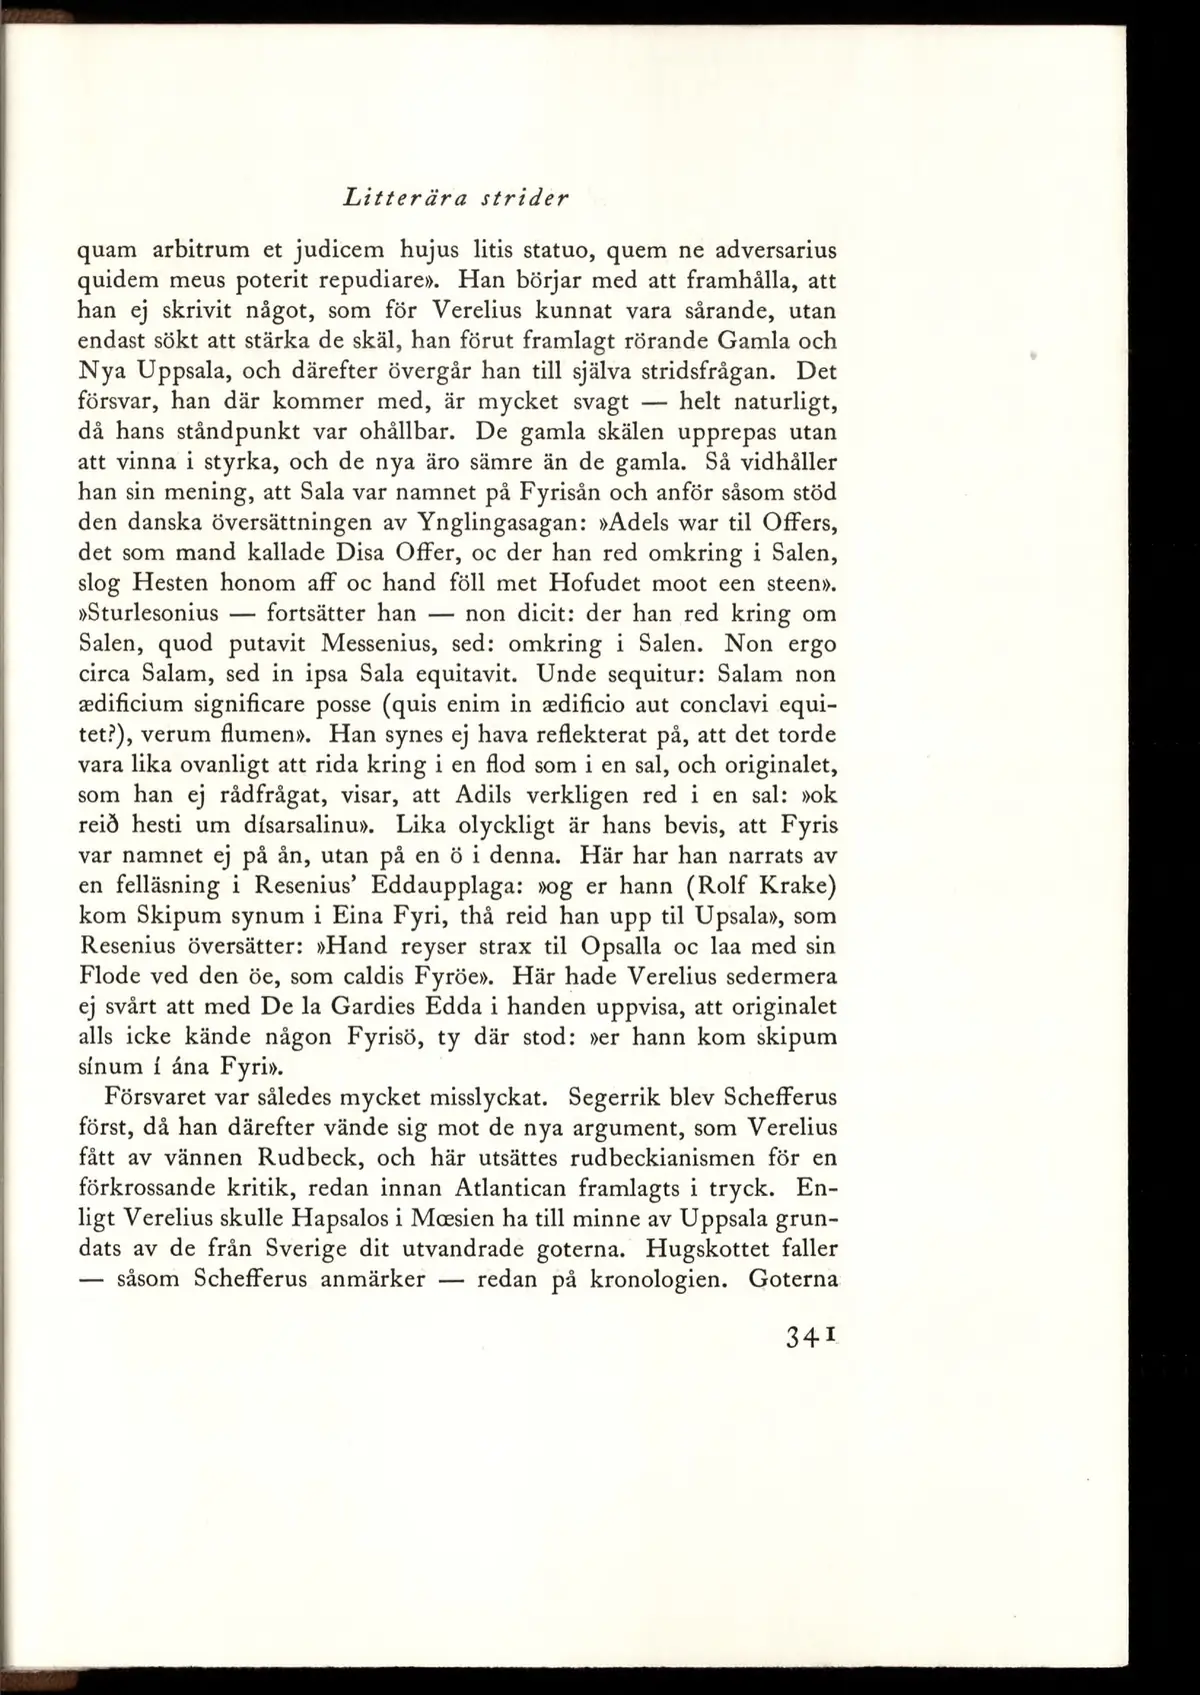 Litterära strider
quam arbitrum et judicem hujus litis statuo, quem ne adversarius
quidem meus poterit repudiare». Han börjar med att framhålla, att
han ej skrivit något, som för Verelius kunnat vara sårande, utan
endast sökt att stärka de skäl, han förut framlagt rörande Gamla och
Nya Uppsala, och därefter övergår han till själva stridsfrågan. Det
försvar, han där kommer med, är mycket svagt — helt naturligt,
då hans ståndpunkt var ohållbar. De gamla skälen upprepas utan
att vinna i styrka, och de nya äro sämre än de gamla. Så vidhåller
han sin mening, att Sala var namnet på Fyrisån och anför såsom stöd
den danska översättningen av Ynglingasagan: »Adels war til Offers,
det som mand kallade Disa Offer, oc der han red omkring i Salen,
slog Hesten honom aff oc hand föll met Hofudet moot een steen».
»Sturlesonius — fortsätter han — non dicit: der han red kring om
Salen, quod putavit Messenius, sed: omkring i Salen. Non ergo
circa Salam, sed in ipsa Sala equitavit. Unde sequitur: Salam non
ædificium significare posse (quis enim in ædificio aut conclavi equi-
tet?), verum flumen». Han synes ej hava reflekterat på, att det torde
vara lika ovanligt att rida kring i en flod som i en sal, och originalet,
som han ej rådfrågat, visar, att Adils verkligen red i en sal: »ok
reið hesti um dísarsalinu». Lika olyckligt är hans bevis, att Fyris
var namnet ej på ån, utan på en ö i denna. Här har han narrats av
en felläsning i Resenius’ Eddaupplaga: »og er hann (Rolf Krake)
kom Skipum synum i Eina Fyri, thå reid han upp til Upsala», som
Resenius översätter: »Hand reyser strax til Opsalla oc laa med sin
Flode ved den öe, som caldis Fyröe». Här hade Verelius sedermera
ej svårt att med De la Gardies Edda i handen uppvisa, att originalet
alls icke kände någon Fyrisö, ty där stod: »er hann kom skipum
sínum í ána Fyri».
Försvaret var således mycket misslyckat. Segerrik blev Schefferus
först, då han därefter vände sig mot de nya argument, som Verelius
fått av vännen Rudbeck, och här utsättes rudbeckianismen för en
förkrossande kritik, redan innan Atlantican framlagts i tryck. En-
ligt Verelius skulle Hapsalos i Mœsien ha till minne av Uppsala grun-
dats av de från Sverige dit utvandrade goterna. Hugskottet faller
— såsom Schefferus anmärker — redan på kronologien. Goterna
341